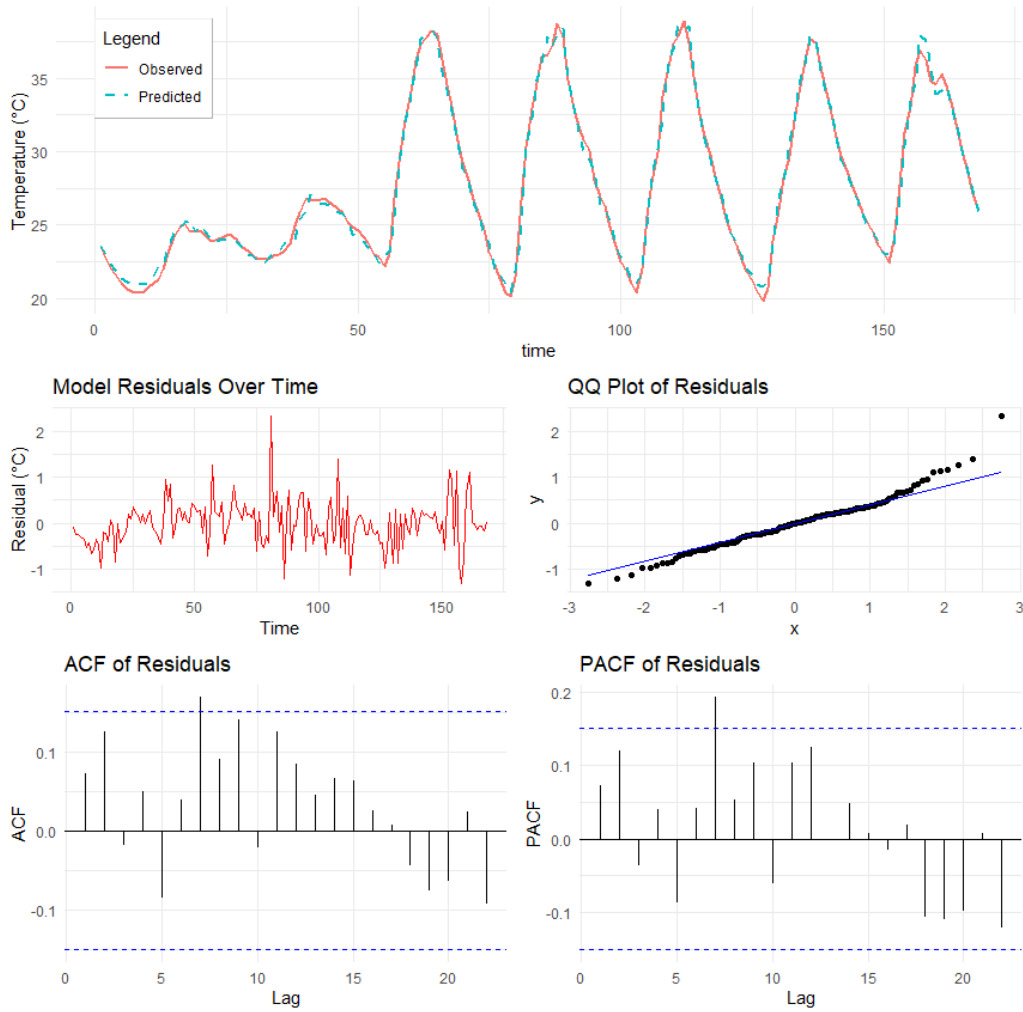 Legend
Observed
Predicted
Temperature (°C)
35
30
25
20
0
50
100
150
time
Model Residuals Over Time
Residual (°C)
2
1
0
-1
0
50
100
150
Time
QQ Plot of Residuals
y
2
1
0
-1
-3
-2
-1
0
1
2
3
x
ACF of Residuals
ACF
0.1
0.0
-0.1
0
5
10
15
20
Lag
PACF of Residuals
PACF
0.2
0.1
0.0
-0.1
0
5
10
15
20
Lag